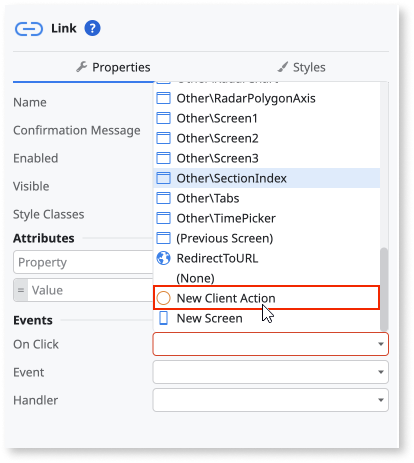 Link ?
Properties
Styles
Name
Confirmation Message
Enabled
Visible
Style Classes
Attributes
Property
= Value
Events
On Click
Event
Handler
Other\RadarPolygonAxis
Other\Screen1
Other\Screen2
Other\Screen3
Other\SectionIndex
Other\Tabs
Other\TimePicker
(Previous Screen)
RedirectToURL
(None)
New Client Action
New Screen